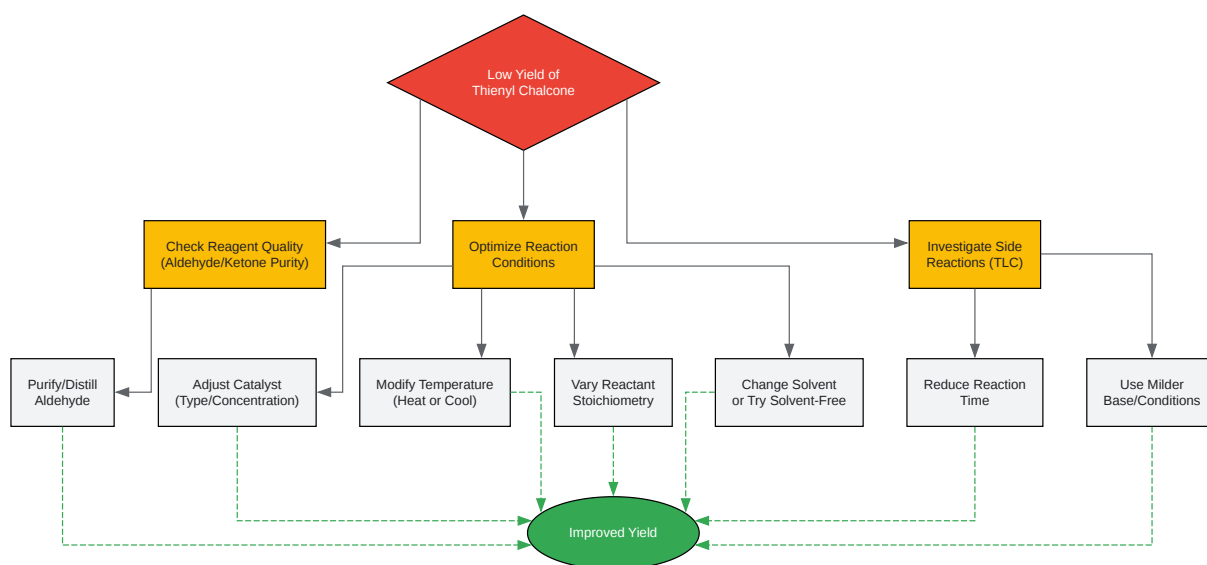 Low Yield of
Thienyl Chalcone
Check Reagent Quality
(Aldehyde/Ketone Purity)
Optimize Reaction
Conditions
Investigate Side
Reactions (TLC)
Purify/Distill
Aldehyde
Adjust Catalyst
(Type/Concentration)
Modify Temperature
(Heat or Cool)
Vary Reactant
Stoichiometry
Change Solvent
or Try Solvent-Free
Reduce Reaction
Time
Use Milder
Base/Conditions
Improved Yield